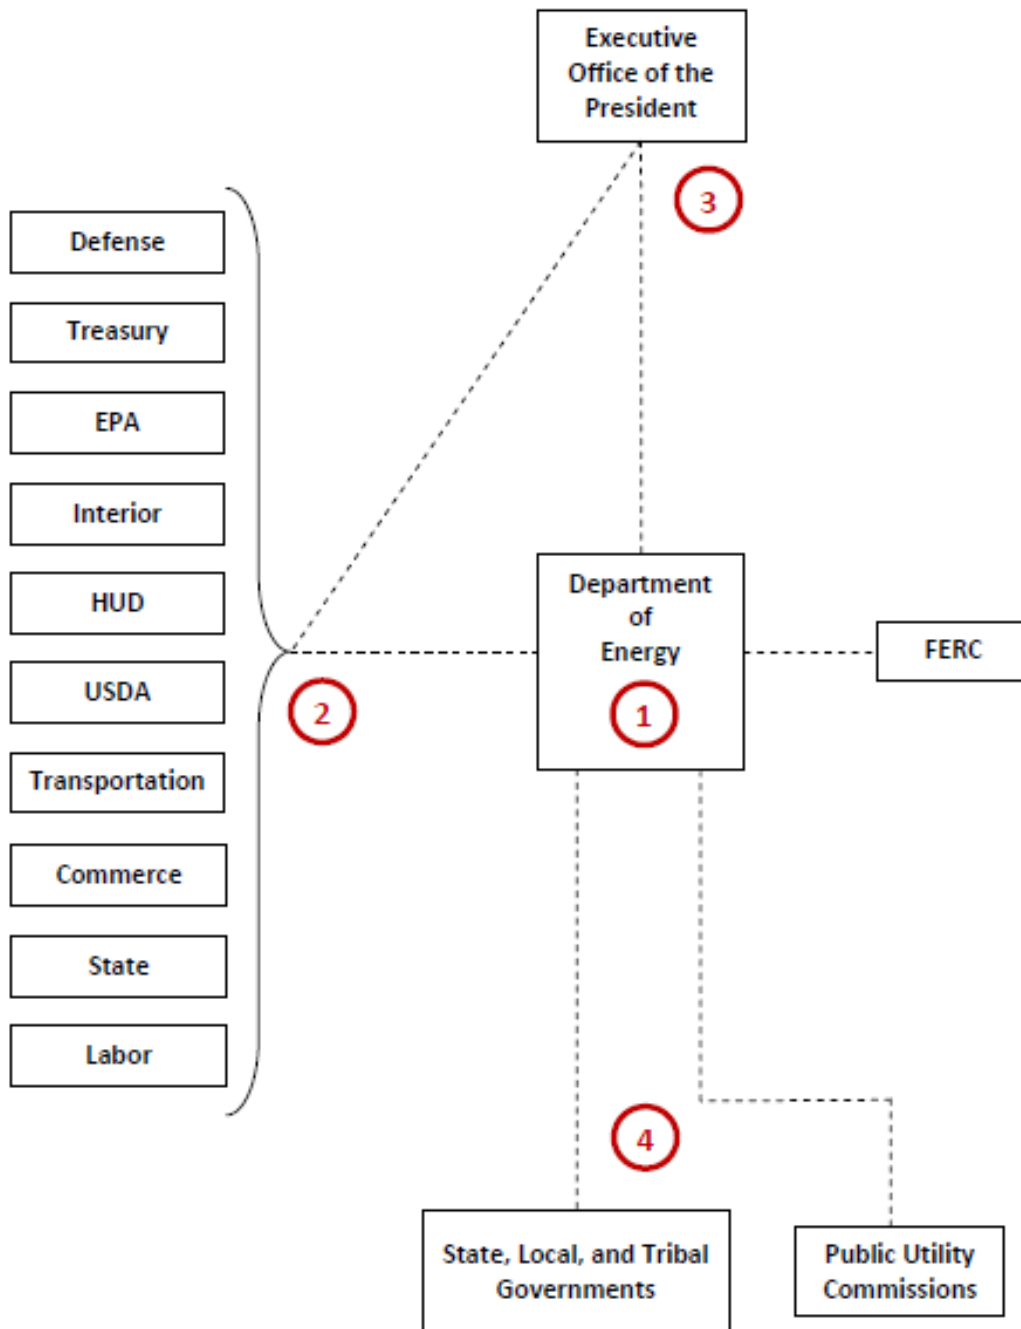 Executive
Office of the
President
3
Defense
Treasury
EPA
Interior
HUD
USDA
Transportation
Commerce
State
Labor
2
Department
of
Energy
1
FERC
4
State, Local, and Tribal
Governments
Public Utility
Commissions